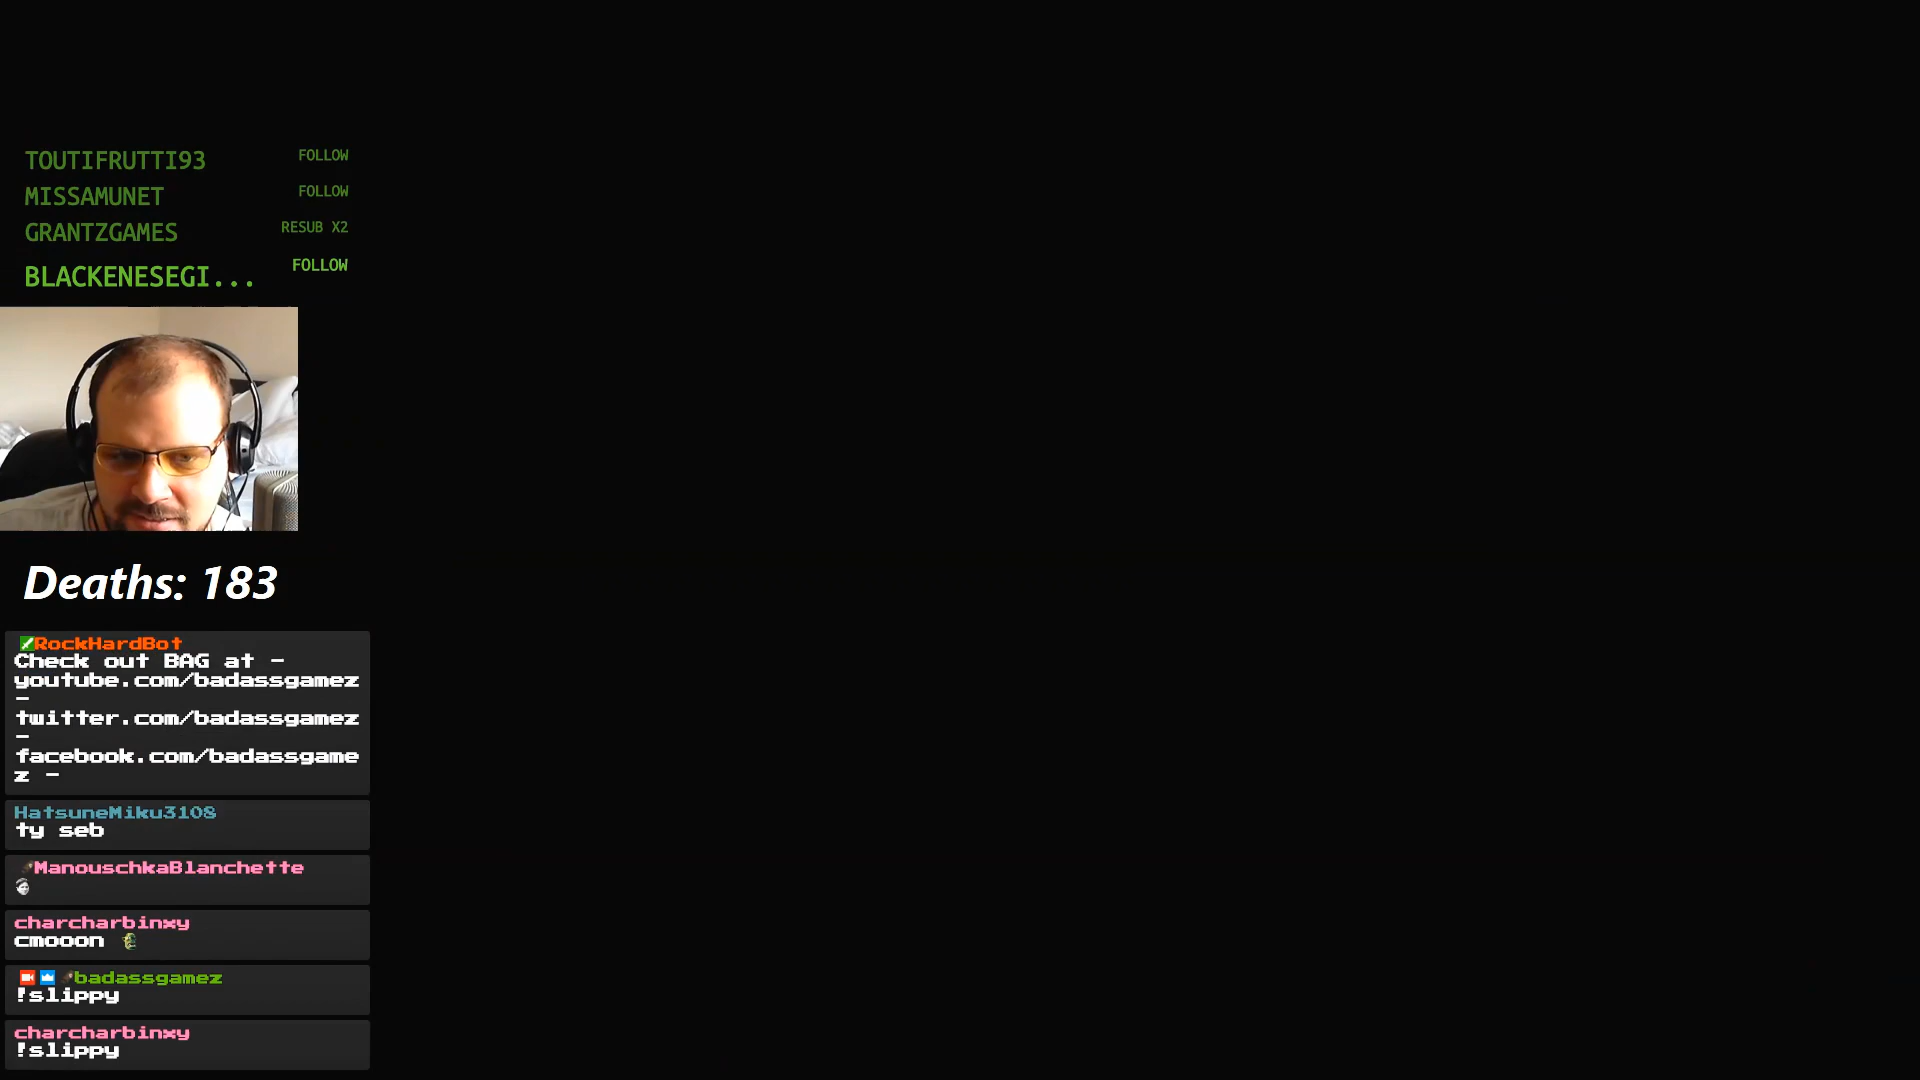 TOUTIFRUTTI93 FOLLOW
MISSAMUNET FOLLOW
GRANTZGAMES RESUB X2
BLACKENESEGI... FOLLOW
Deaths: 183
RockHardBot
Check out BAG at -
youtube.com/badassgamez
-
twitter.com/badassgamez
-
facebook.com/badassgame
z -
HatsuneMiku3108
ty seb
ManouschkaBlanchette
charcharbinxy
cmooon
badassgamez
!slippy
charcharbinxy
!slippy